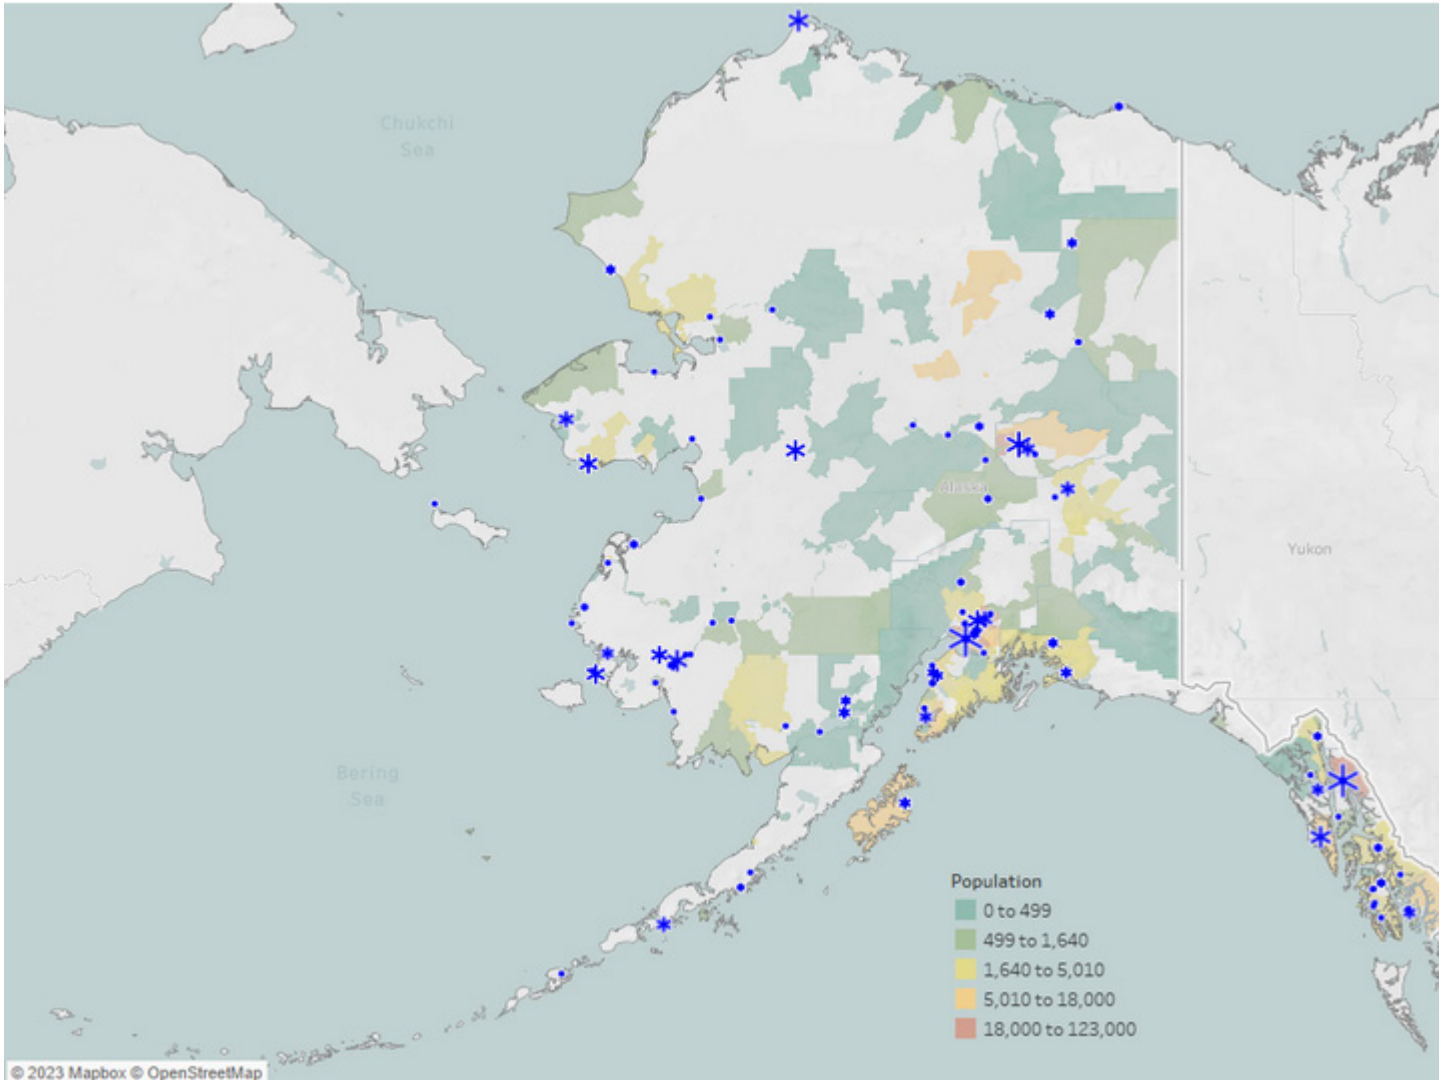 Chukchi
Sea
Alaska
Yukon
Bering
Sea
Population
0 to 499
499 to 1,640
1,640 to 5,010
5,010 to 18,000
18,000 to 123,000
© 2023 Mapbox © OpenStreetMap